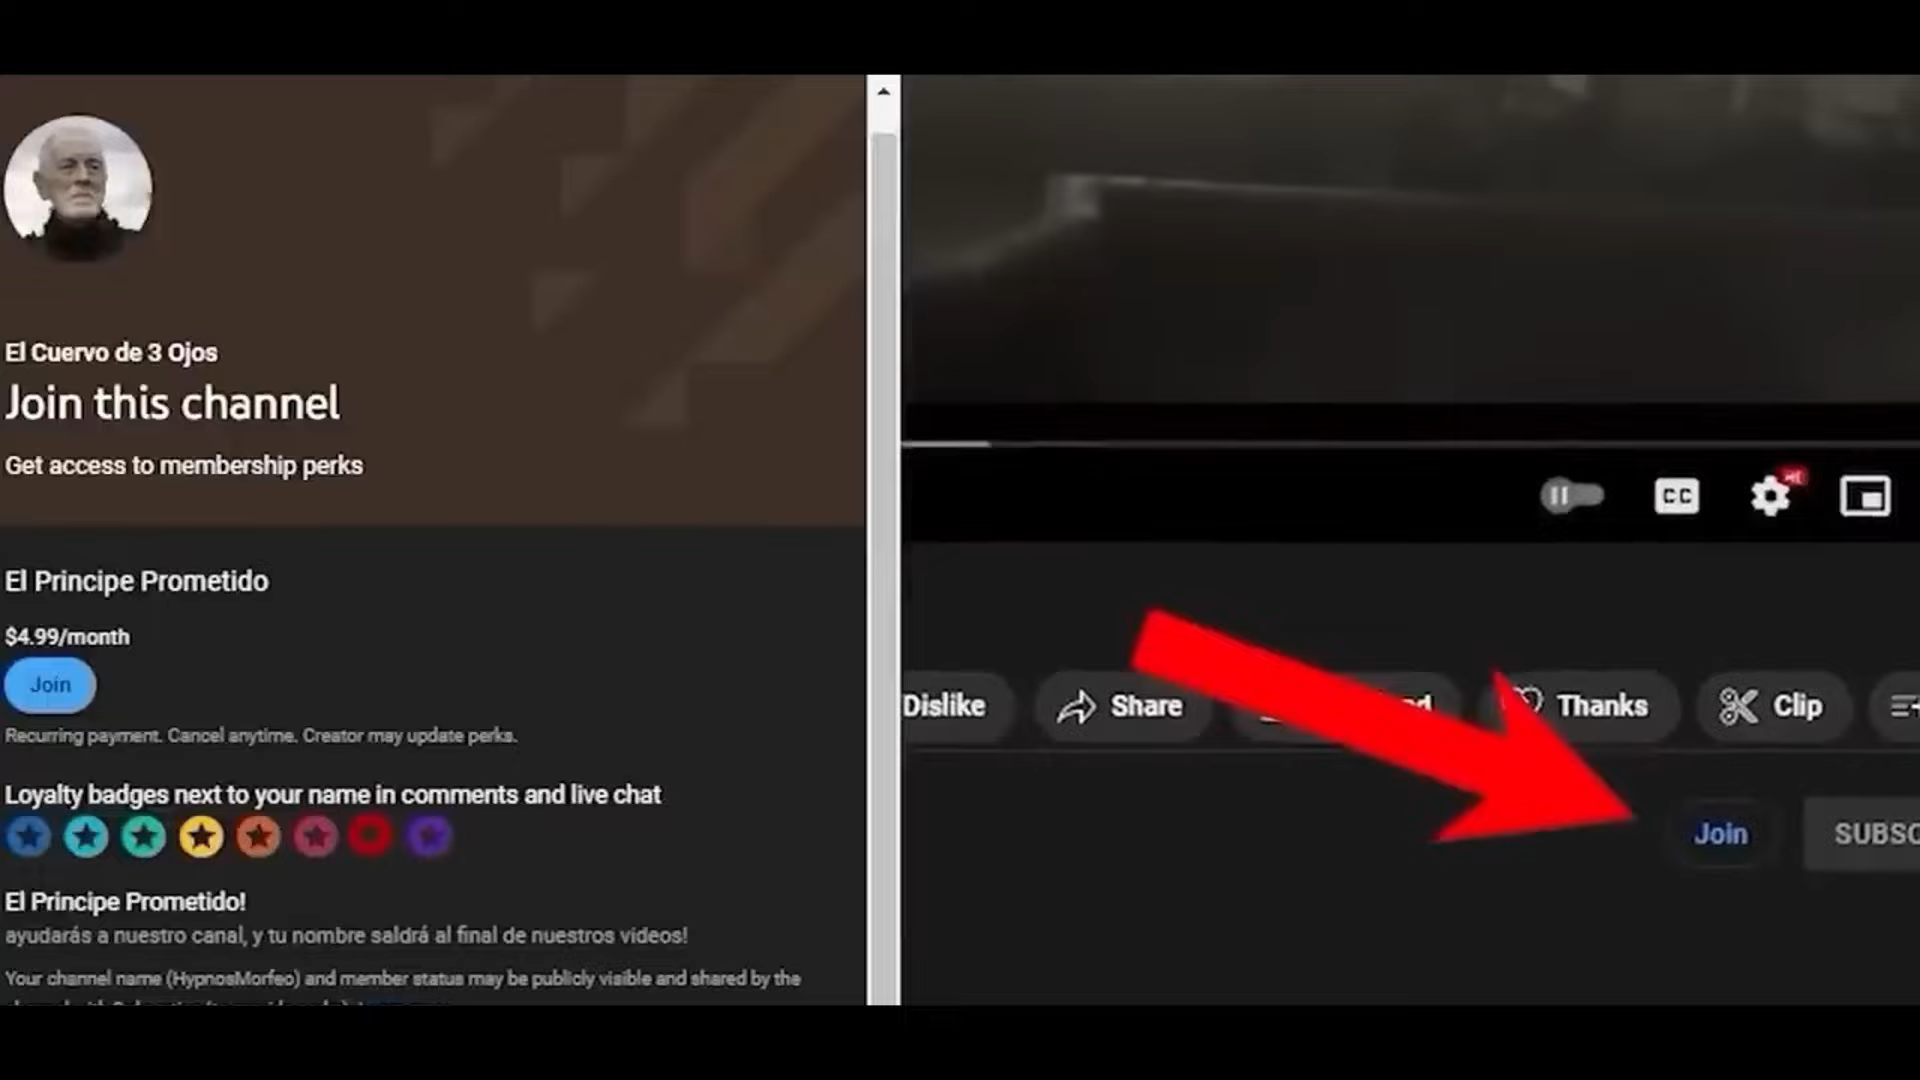 El Cuervo de 3 Ojos
Join this channel
Get access to membership perks
El Principe Prometido
$4.99/month
Join
Recurring payment. Cancel anytime. Creator may update perks.
Loyalty badges next to your name in comments and live chat
El Principe Prometido!
ayudarás a nuestro canal, y tu nombre saldrá al final de nuestros videos!
Your channel name (HypnosMorfeo) and member status may be publicly visible and shared by the
CC
Dislike
Share
Thanks
Clip
Join
SUBSC